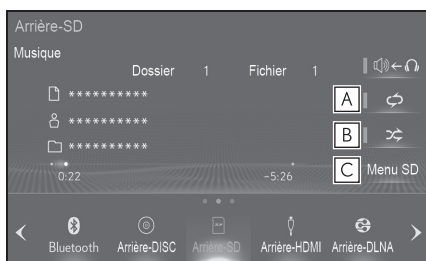 Arrière-SD
Musique
Dossier 1 Fichier 1
**********
A
**********
B
**********
C Menu SD
0:22 -5:26
Bluetooth Arrière-DISC Arrière-SD Arrière-HDMI Arrière-DLNA